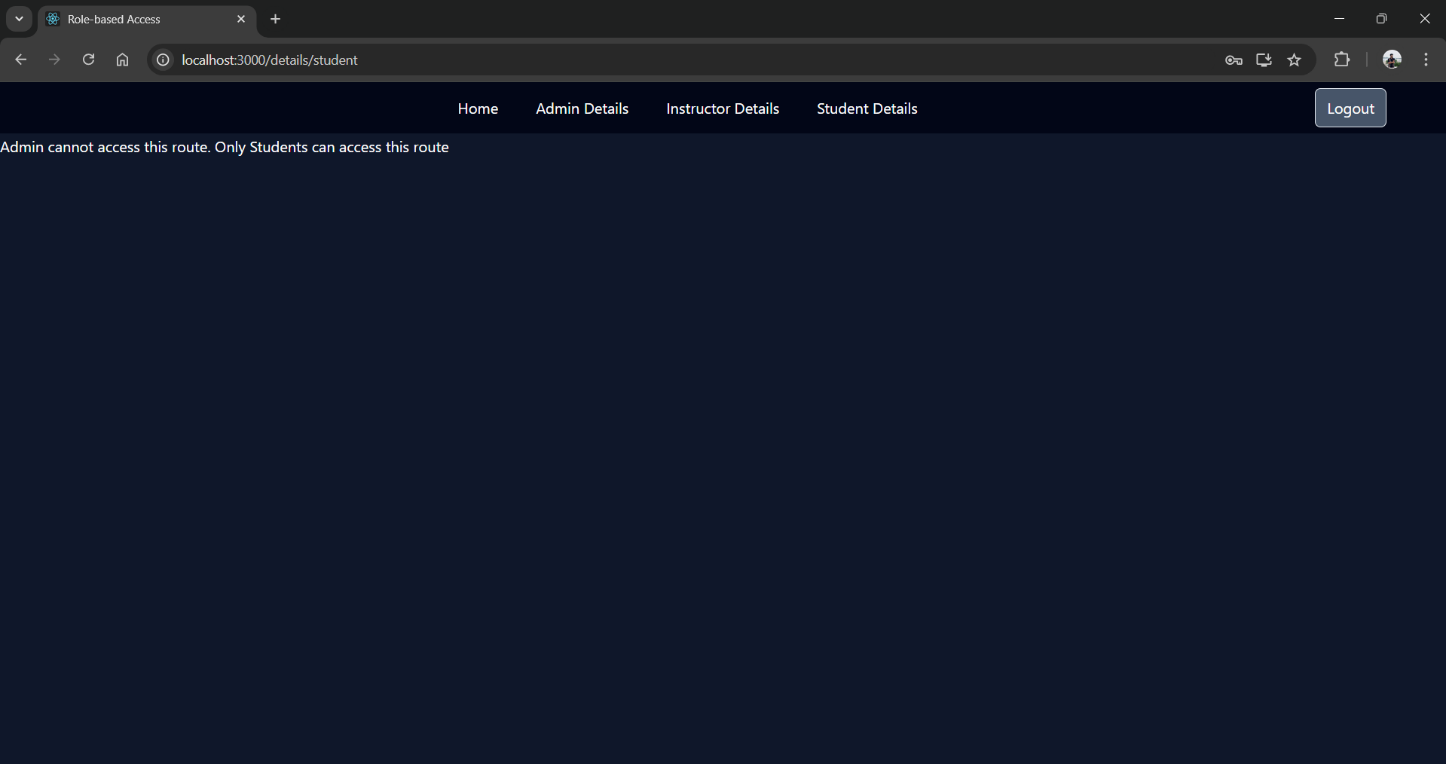 Role-based Access
localhost:3000/details/student
Home Admin Details Instructor Details Student Details Logout
Admin cannot access this route. Only Students can access this route